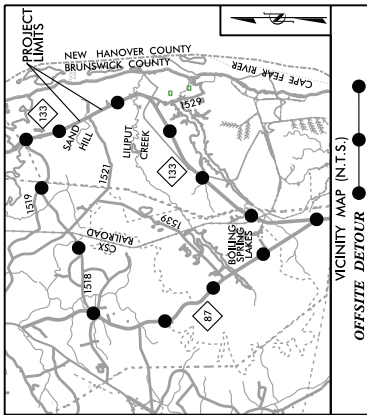 PROJECT
LIMITS
NEW HANOVER COUNTY
BRUNSWICK COUNTY
CAPE FEAR RIVER
133
SAND
HILL
1529
LILIPUT
CREEK
1521
1519
133
1539
CSX
RAILROAD
BOILING
SPRING
LAKES
1518
87
VICINITY MAP (N.T.S.)
OFFSITE DETOUR